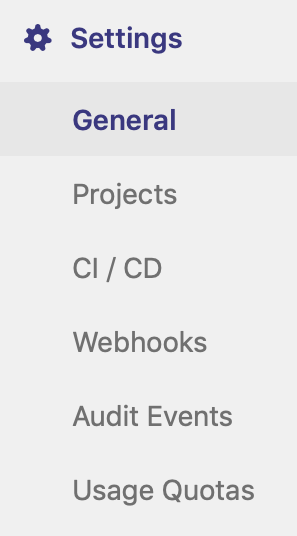 Settings
General
Projects
CI / CD
Webhooks
Audit Events
Usage Quotas